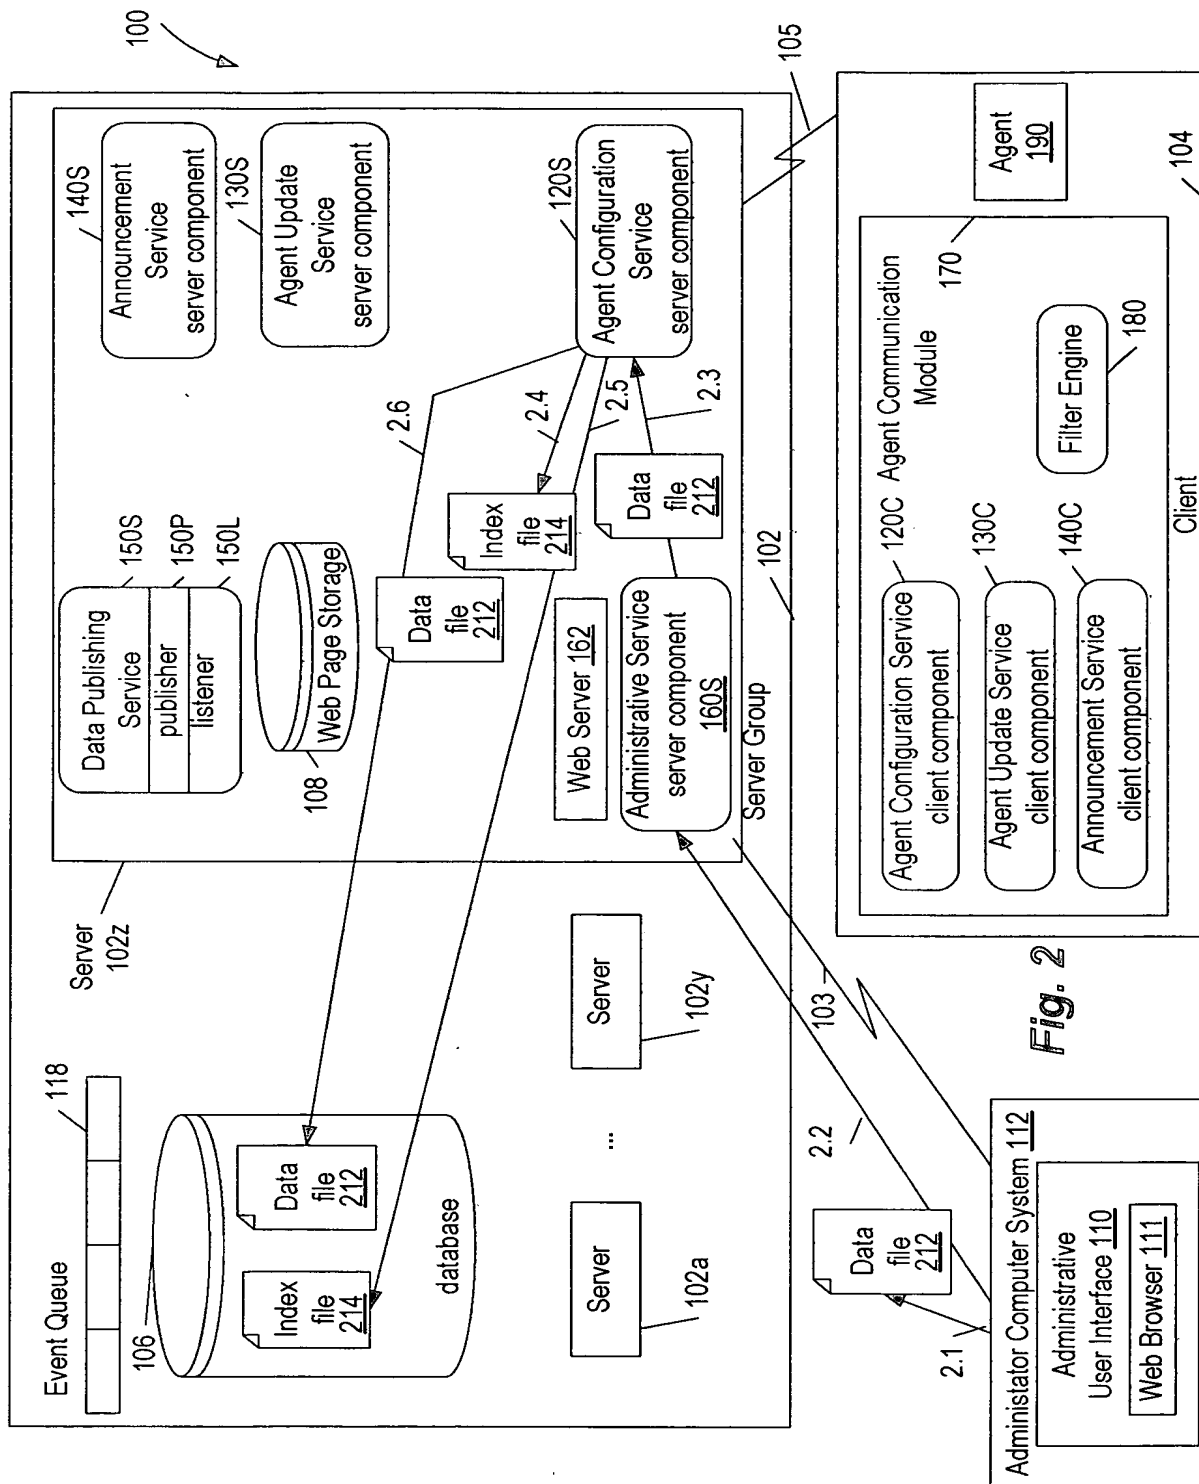 100
Event Queue
118
106
Data
file
212
Index
file
214
database
Server
102a
...
Server
102y
Server
102z
Data Publishing
Service
publisher
listener
150S
150P
150L
Web Page Storage
108
140S
Announcement
Service
server component
130S
Agent Update
Service
server component
120S
Agent Configuration
Service
server component
2.6
2.4
2.5
2.3
Data
file
212
Index
file
214
Data
file
212
Web Server 162
Administrative Service
server component
160S
Server Group
102
105
103
2.2
2.1
Data
file
212
Administator Computer System 112
Administrative
User Interface 110
Web Browser 111
Fig. 2
Agent Configuration Service
client component
120C
Agent Update Service
client component
130C
Announcement Service
client component
140C
Agent Communication
Module
170
Filter Engine
180
Agent
190
Client
104